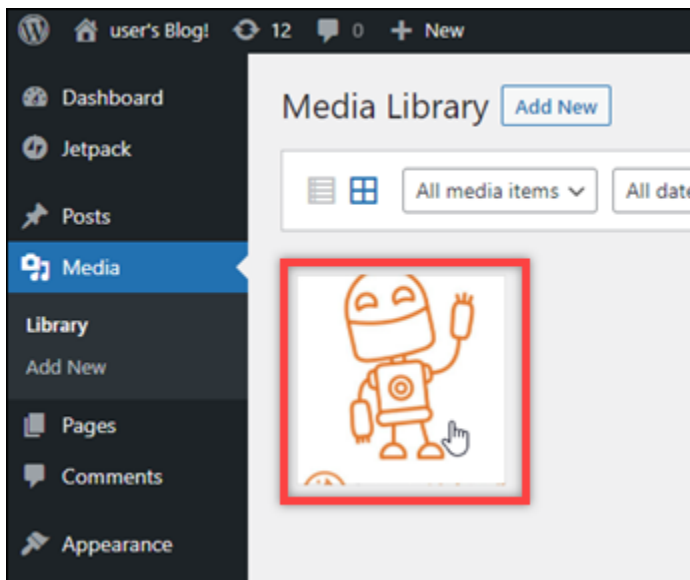 user's Blog! 12 0 + New
Dashboard
Jetpack
Posts
Media
Library
Add New
Pages
Comments
Appearance
Media Library Add New
All media items All date